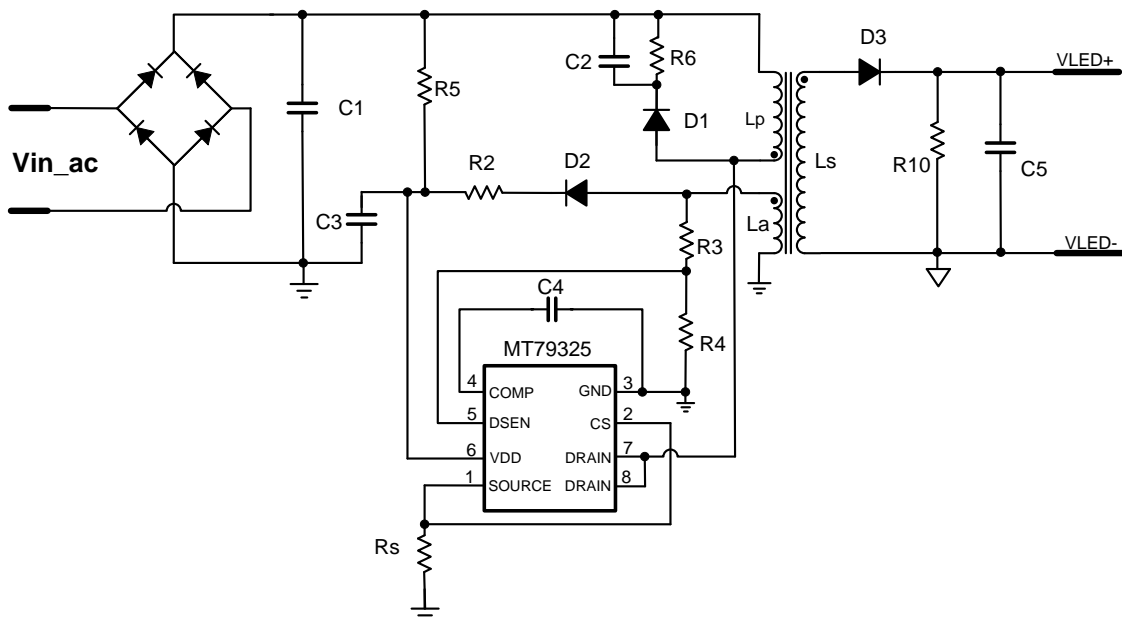 D3
VLED+
C2
R6
R5
C1
D1
Lp
Vin_ac
R2
D2
Ls
R10
C5
C3
La
R3
VLED-
C4
R4
MT79325
4
COMP
GND
3
5
DSEN
CS
2
6
VDD
DRAIN
7
1
SOURCE
DRAIN
8
Rs